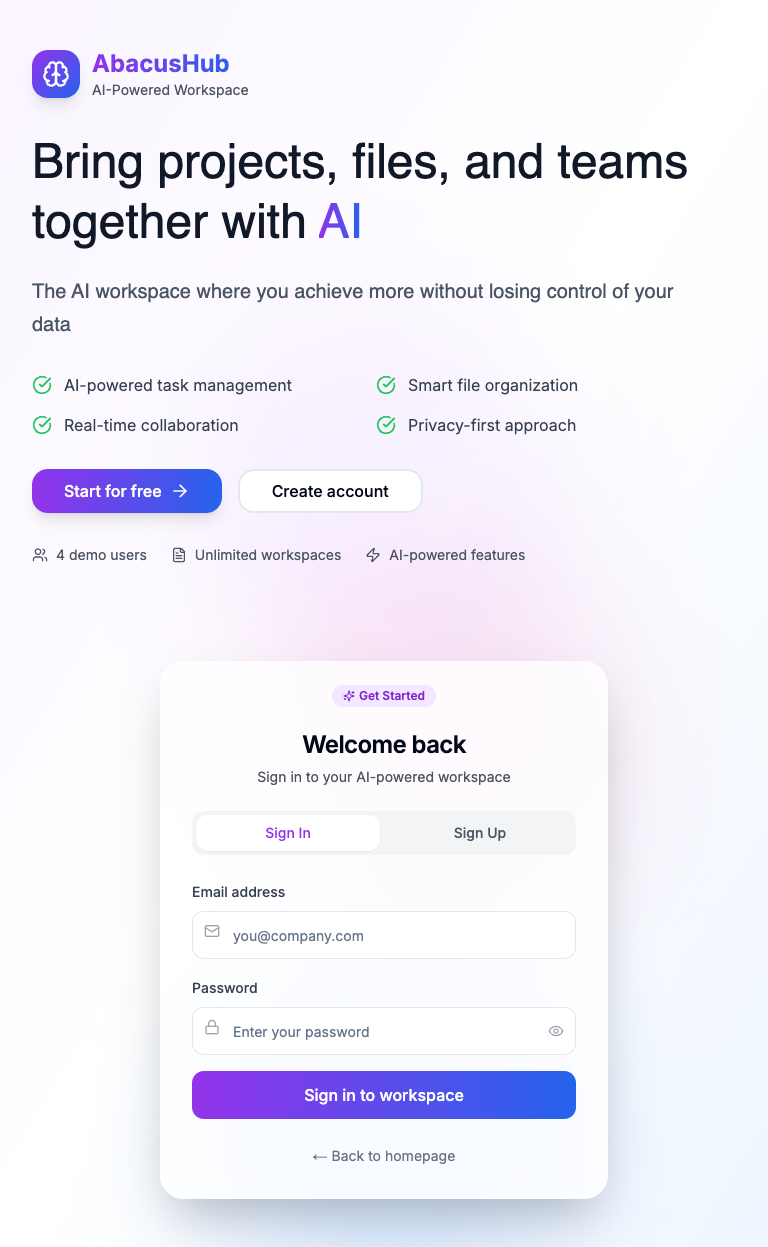 AbacusHub
AI-Powered Workspace
Bring projects, files, and teams
together with AI
The AI workspace where you achieve more without losing control of your
data
AI-powered task management
Smart file organization
Real-time collaboration
Privacy-first approach
Start for free →
Create account
4 demo users
Unlimited workspaces
AI-powered features
Get Started
Welcome back
Sign in to your AI-powered workspace
Sign In
Sign Up
Email address
you@company.com
Password
Enter your password
Sign in to workspace
← Back to homepage